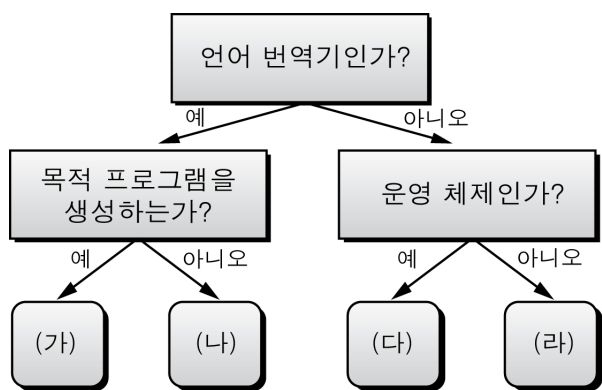 언어 번역기인가?
예
아니오
목적 프로그램을
생성하는가?
운영 체제인가?
예
아니오
예
아니오
(가)
(나)
(다)
(라)